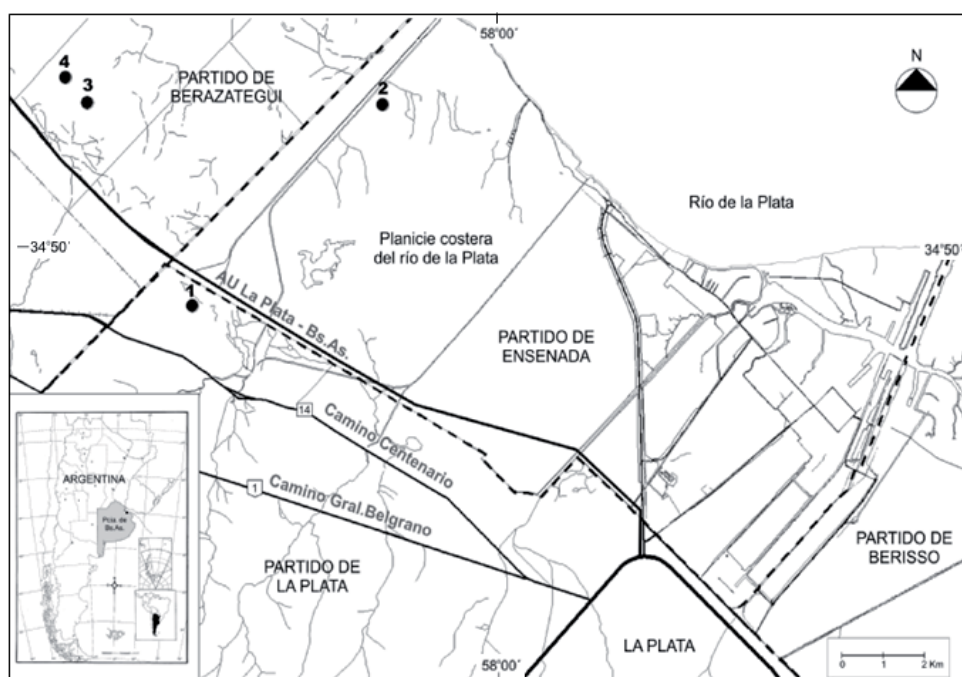 58°00´
4
3
PARTIDO DE
BERAZATEGUI
2
N
Río de la Plata
34°50´
34°50´
Planicie costera
del río de la Plata
1
AU La Plata - Bs.As.
PARTIDO DE
ENSENADA
14
Camino Centenario
1
Camino Gral.Belgrano
ARGENTINA
Pcia. de
Bs.As.
PARTIDO DE
LA PLATA
PARTIDO DE
BERISSO
LA PLATA
58°00´
0 1 2 Km